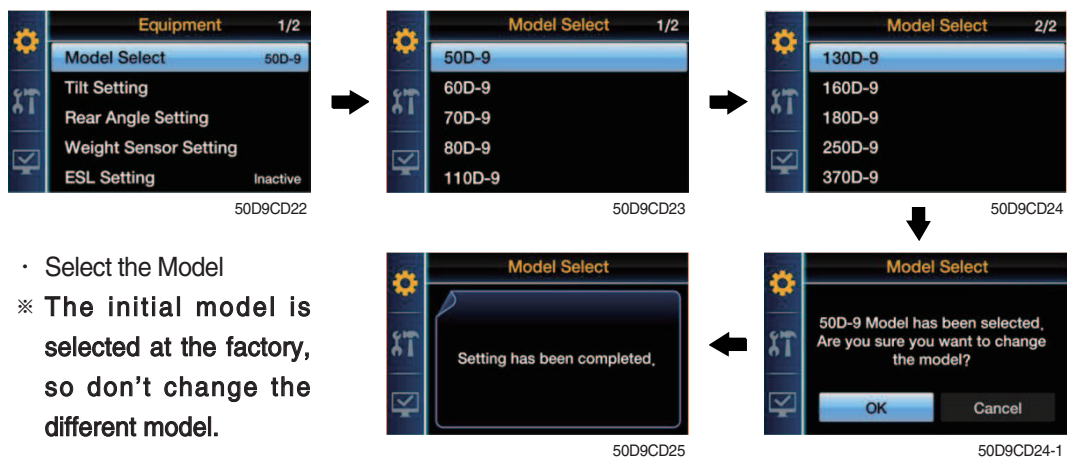 Equipment 1/2
Model Select 50D-9
Tilt Setting
Rear Angle Setting
Weight Sensor Setting
ESL Setting Inactive
50D9CD22
Model Select 1/2
50D-9
60D-9
70D-9
80D-9
110D-9
50D9CD23
Model Select 2/2
130D-9
160D-9
180D-9
250D-9
370D-9
50D9CD24
· Select the Model
※ The initial model is
selected at the factory,
so don't change the
different model.
Model Select
Setting has been completed.
50D9CD25
Model Select
50D-9 Model has been selected.
Are you sure you want to change
the model?
OK Cancel
50D9CD24-1